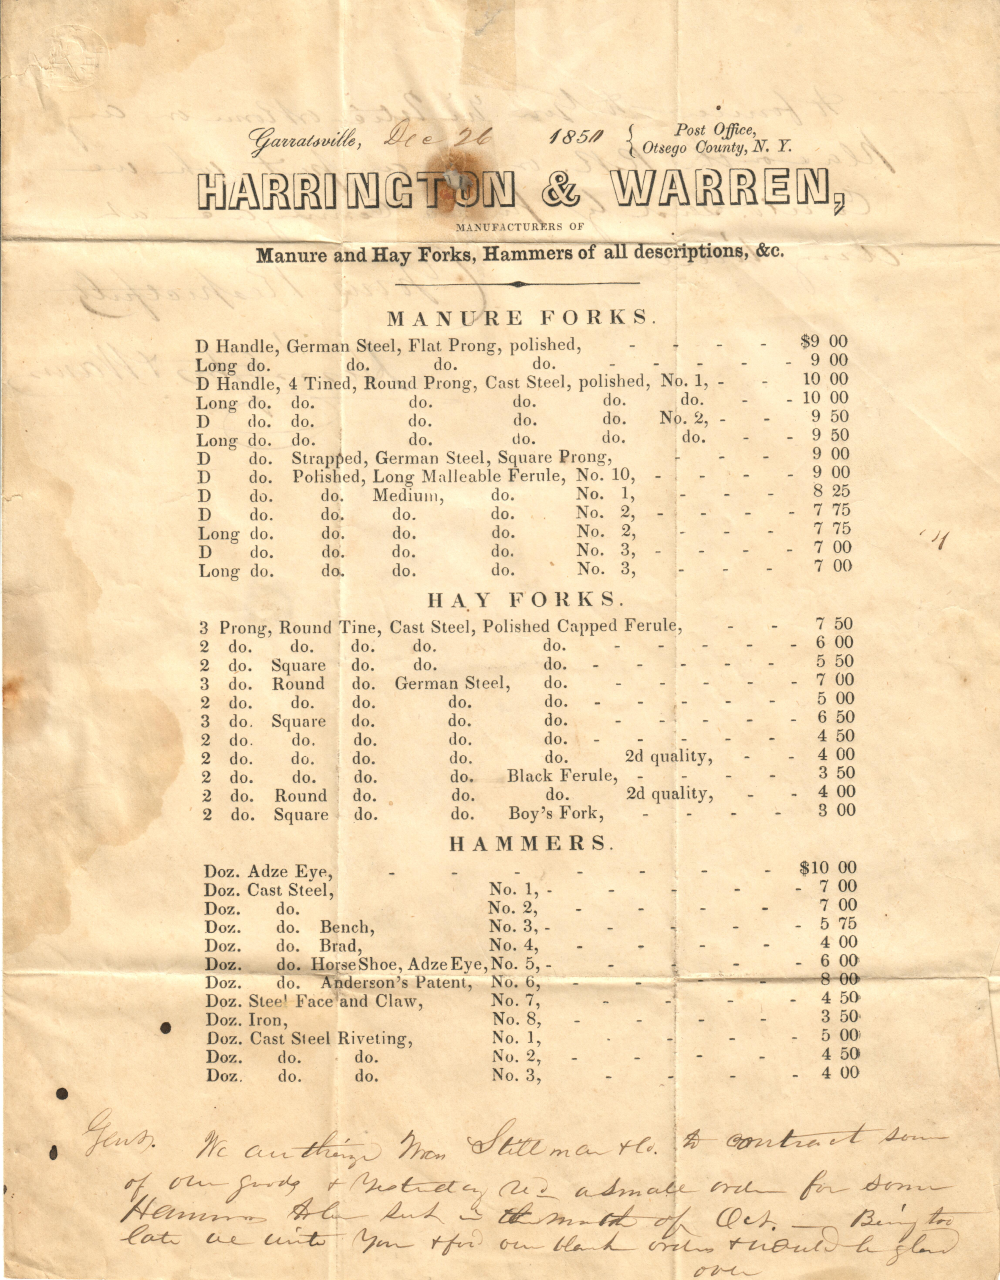 Garratsville, Dec 26 1850 { Post Office,
Otsego County, N. Y.
HARRINGTON & WARREN,
MANUFACTURERS OF
Manure and Hay Forks, Hammers of all descriptions, &c.
MANURE FORKS.
D Handle, German Steel, Flat Prong, polished, - - - - $9 00
Long do. do. do. do. - - - - - 9 00
D Handle, 4 Tined, Round Prong, Cast Steel, polished, No. 1, - - 10 00
Long do. do. do. do. do. do. - - 10 00
D do. do. do. do. do. No. 2, - - 9 50
Long do. do. do. do. do. do. - - 9 50
D do. Strapped, German Steel, Square Prong, - - - 9 00
D do. Polished, Long Malleable Ferule, No. 10, - - - - 9 00
D do. do. Medium, do. No. 1, - - - 8 25
D do. do. do. do. No. 2, - - - - 7 75
Long do. do. do. do. No. 2, - - - 7 75
D do. do. do. do. No. 3, - - - - 7 00
Long do. do. do. do. No. 3, - - - 7 00
HAY FORKS.
3 Prong, Round Tine, Cast Steel, Polished Capped Ferule, - - 7 50
2 do. do. do. do. do. - - - - - 6 00
2 do. Square do. do. do. - - - - - 5 50
3 do. Round do. German Steel, do. - - - - - 7 00
2 do. do. do. do. do. - - - - - 5 00
3 do. Square do. do. do. - - - - - 6 50
2 do. do. do. do. do. - - - - - 4 50
2 do. do. do. do. do. 2d quality, - - 4 00
2 do. do. do. do. Black Ferule, - - - - 3 50
2 do. Round do. do. do. 2d quality, - - 4 00
2 do. Square do. do. Boy's Fork, - - - - 3 00
HAMMERS.
Doz. Adze Eye, - - - - - - - $10 00
Doz. Cast Steel, No. 1, - - - - - 7 00
Doz. do. No. 2, - - - - 7 00
Doz. do. Bench, No. 3, - - - - - 5 75
Doz. do. Brad, No. 4, - - - - 4 00
Doz. do. Horse Shoe, Adze Eye, No. 5, - - - - - 6 00
Doz. do. Anderson's Patent, No. 6, - - - - 8 00
Doz. Steel Face and Claw, No. 7, - - - - 4 50
Doz. Iron, No. 8, - - - - 3 50
Doz. Cast Steel Riveting, No. 1, - - - - 5 00
Doz. do. do. No. 2, - - - - 4 50
Doz. do. do. No. 3, - - - - 4 00
Gents. We authorize Stillman & Co. to contract some
of our goods & yesterday a small order for some
Hammers in the month of Oct. — Being too
late we write you & for our blank orders & would be glad
over